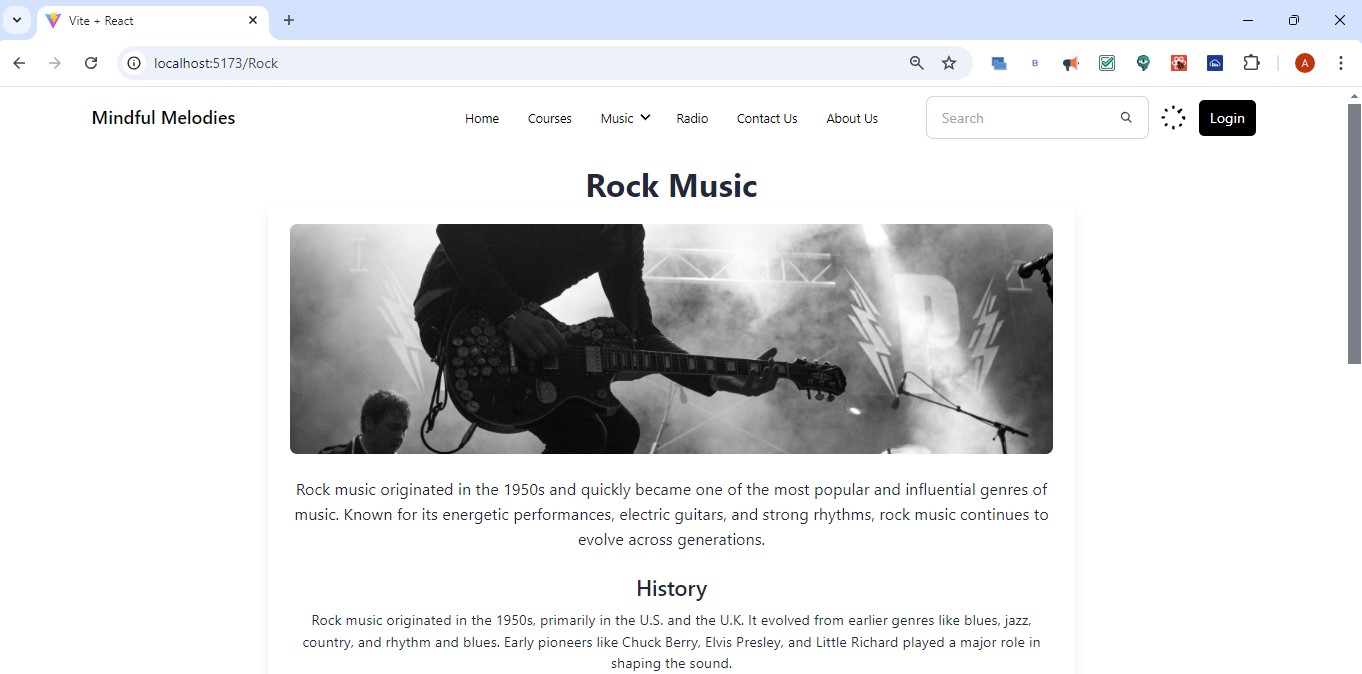 Vite + React
localhost:5173/Rock
B
A
Mindful Melodies
Home
Courses
Music
Radio
Contact Us
About Us
Search
Login
Rock Music
P
Rock music originated in the 1950s and quickly became one of the most popular and influential genres of
music. Known for its energetic performances, electric guitars, and strong rhythms, rock music continues to
evolve across generations.
History
Rock music originated in the 1950s, primarily in the U.S. and the U.K. It evolved from earlier genres like blues, jazz,
country, and rhythm and blues. Early pioneers like Chuck Berry, Elvis Presley, and Little Richard played a major role in
shaping the sound.